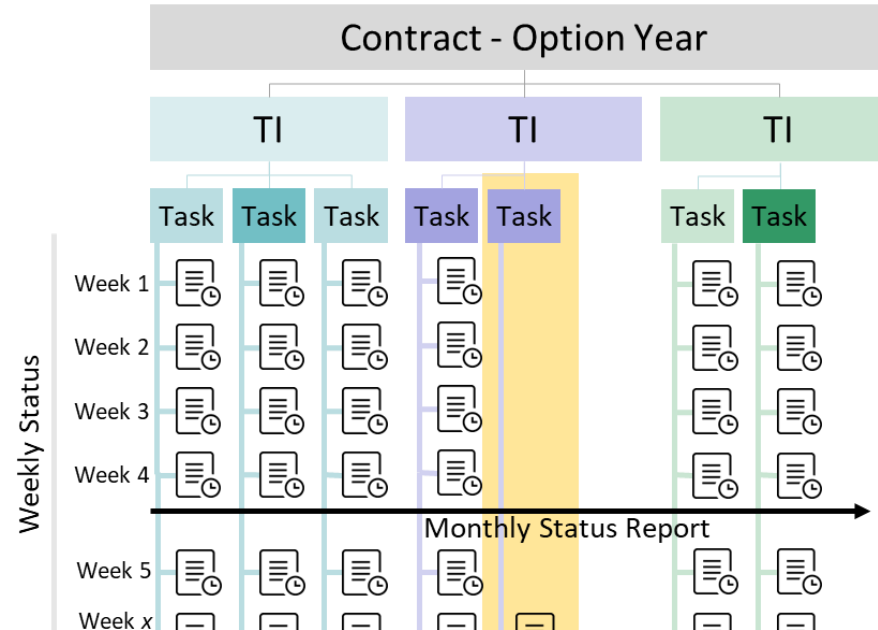 Contract - Option Year
TI TI TI
Task Task Task Task Task Task Task
Weekly Status
Week 1
Week 2
Week 3
Week 4
Monthly Status Report
Week 5
Week x